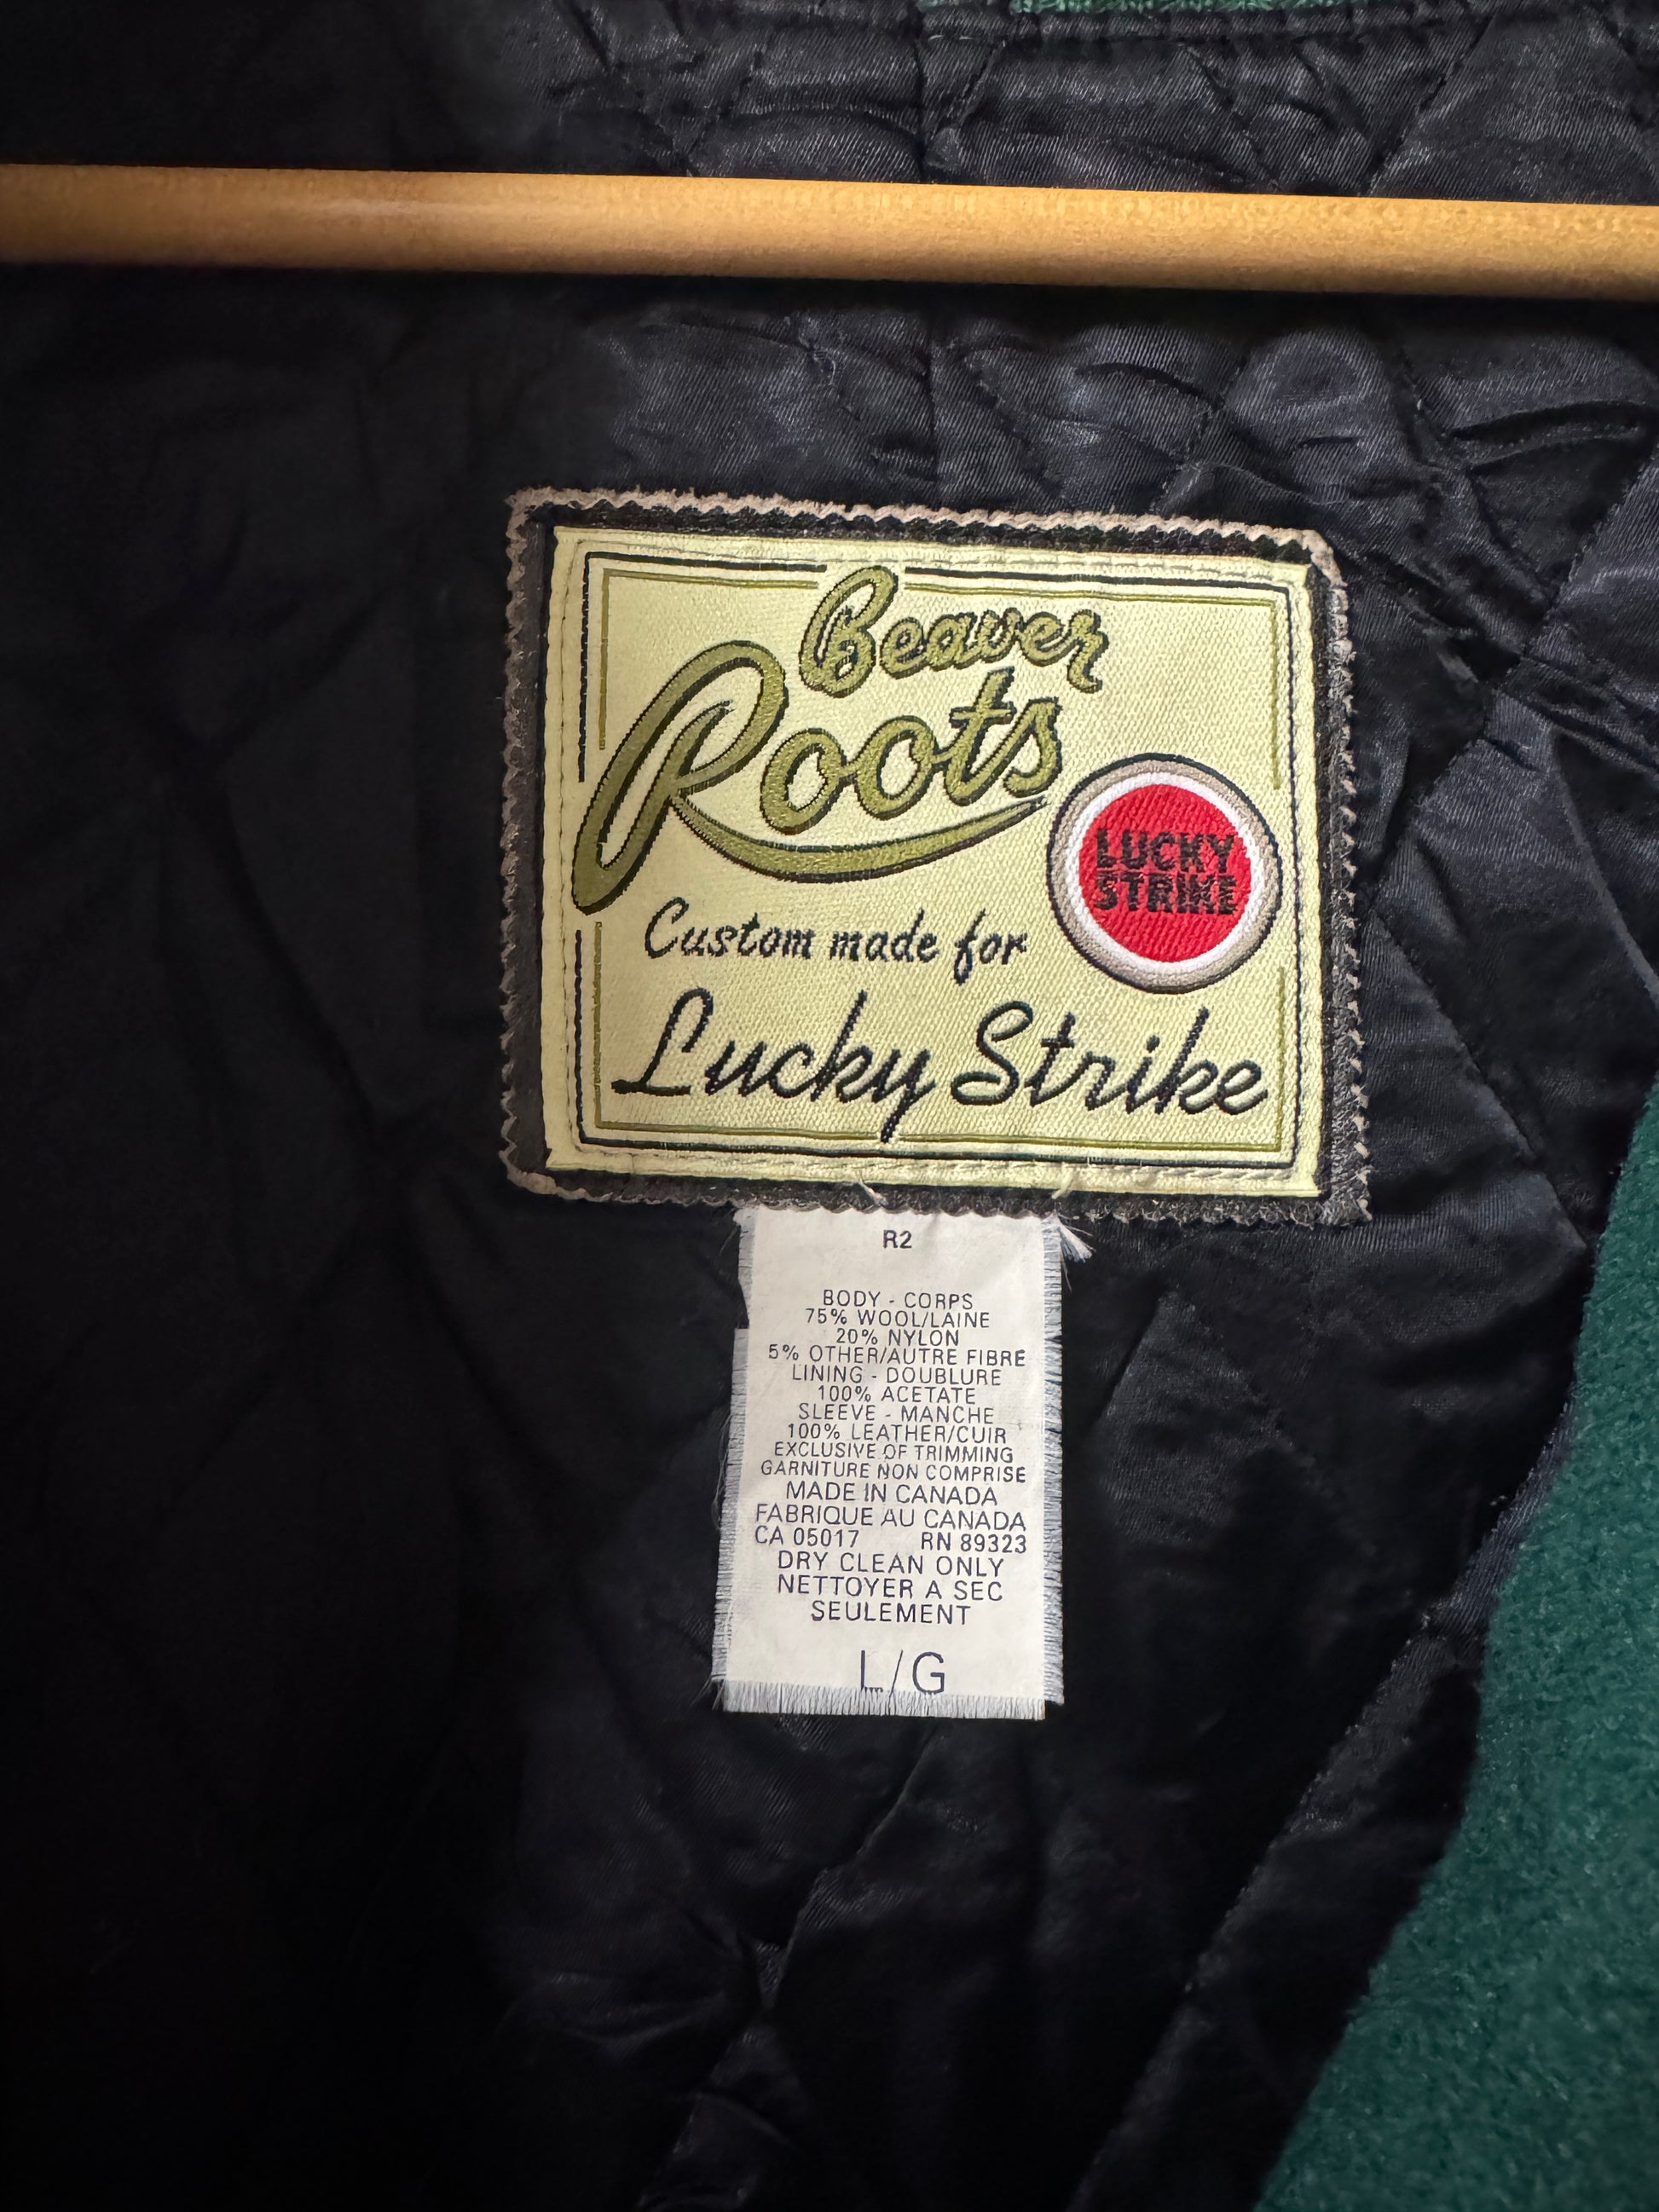 Beaver
Roots
LUCKY
STRIKE
Custom made for
Lucky Strike
R2
BODY - CORPS
75% WOOL/LAINE
20% NYLON
5% OTHER/AUTRE FIBRE
LINING - DOUBLURE
100% ACETATE
SLEEVE - MANCHE
100% LEATHER/CUIR
EXCLUSIVE OF TRIMMING
GARNITURE NON COMPRISE
MADE IN CANADA
FABRIQUE AU CANADA
CA 05017 RN 89323
DRY CLEAN ONLY
NETTOYER A SEC
SEULEMENT
L/G